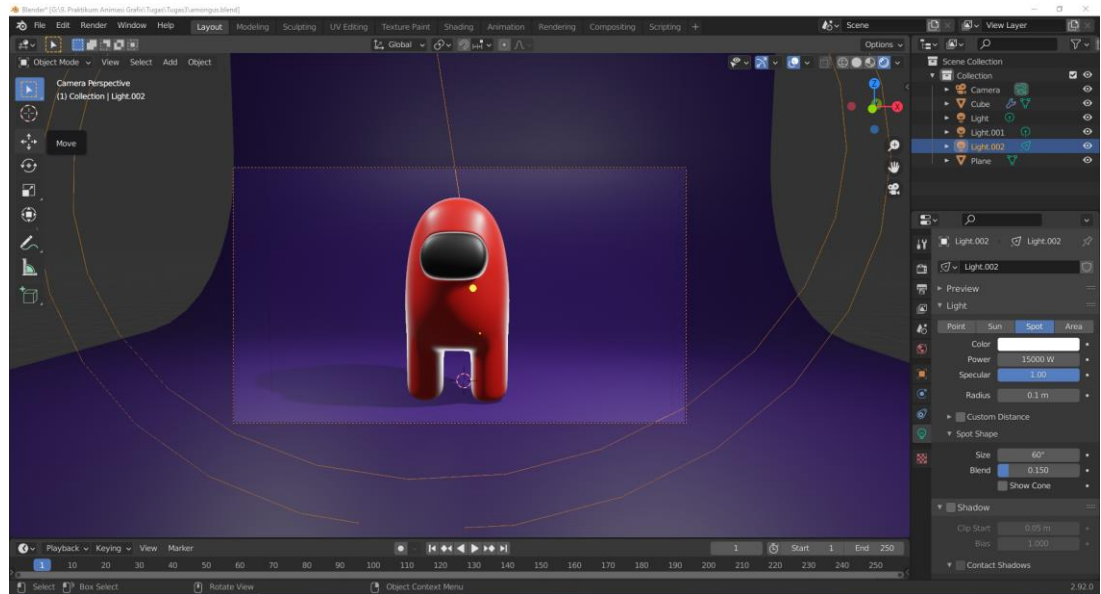 Blender* [G:\9. Praktikum Animasi Grafis\Tugas\Tugas3\amongus.blend]
File Edit Render Window Help Layout Modeling Sculpting UV Editing Texture Paint Shading Animation Rendering Compositing Scripting + Scene View Layer
Global Options
Object Mode View Select Add Object
Camera Perspective
(1) Collection | Light.002
Move
Z
X
Scene Collection
Collection
Camera
Cube
Light
Light.001
Light.002
Plane
Light.002 Light.002
Light.002
Preview
Light
Point Sun Spot Area
Color
Power 15000 W
Specular 1.00
Radius 0.1 m
Custom Distance
Spot Shape
Size 60°
Blend 0.150
Show Cone
Shadow
Clip Start 0.05 m
Bias 1.000
Contact Shadows
Playback Keying View Marker 1 Start 1 End 250
1 10 20 30 40 50 60 70 80 90 100 110 120 130 140 150 160 170 180 190 200 210 220 230 240 250
Select Box Select Rotate View Object Context Menu 2.92.0